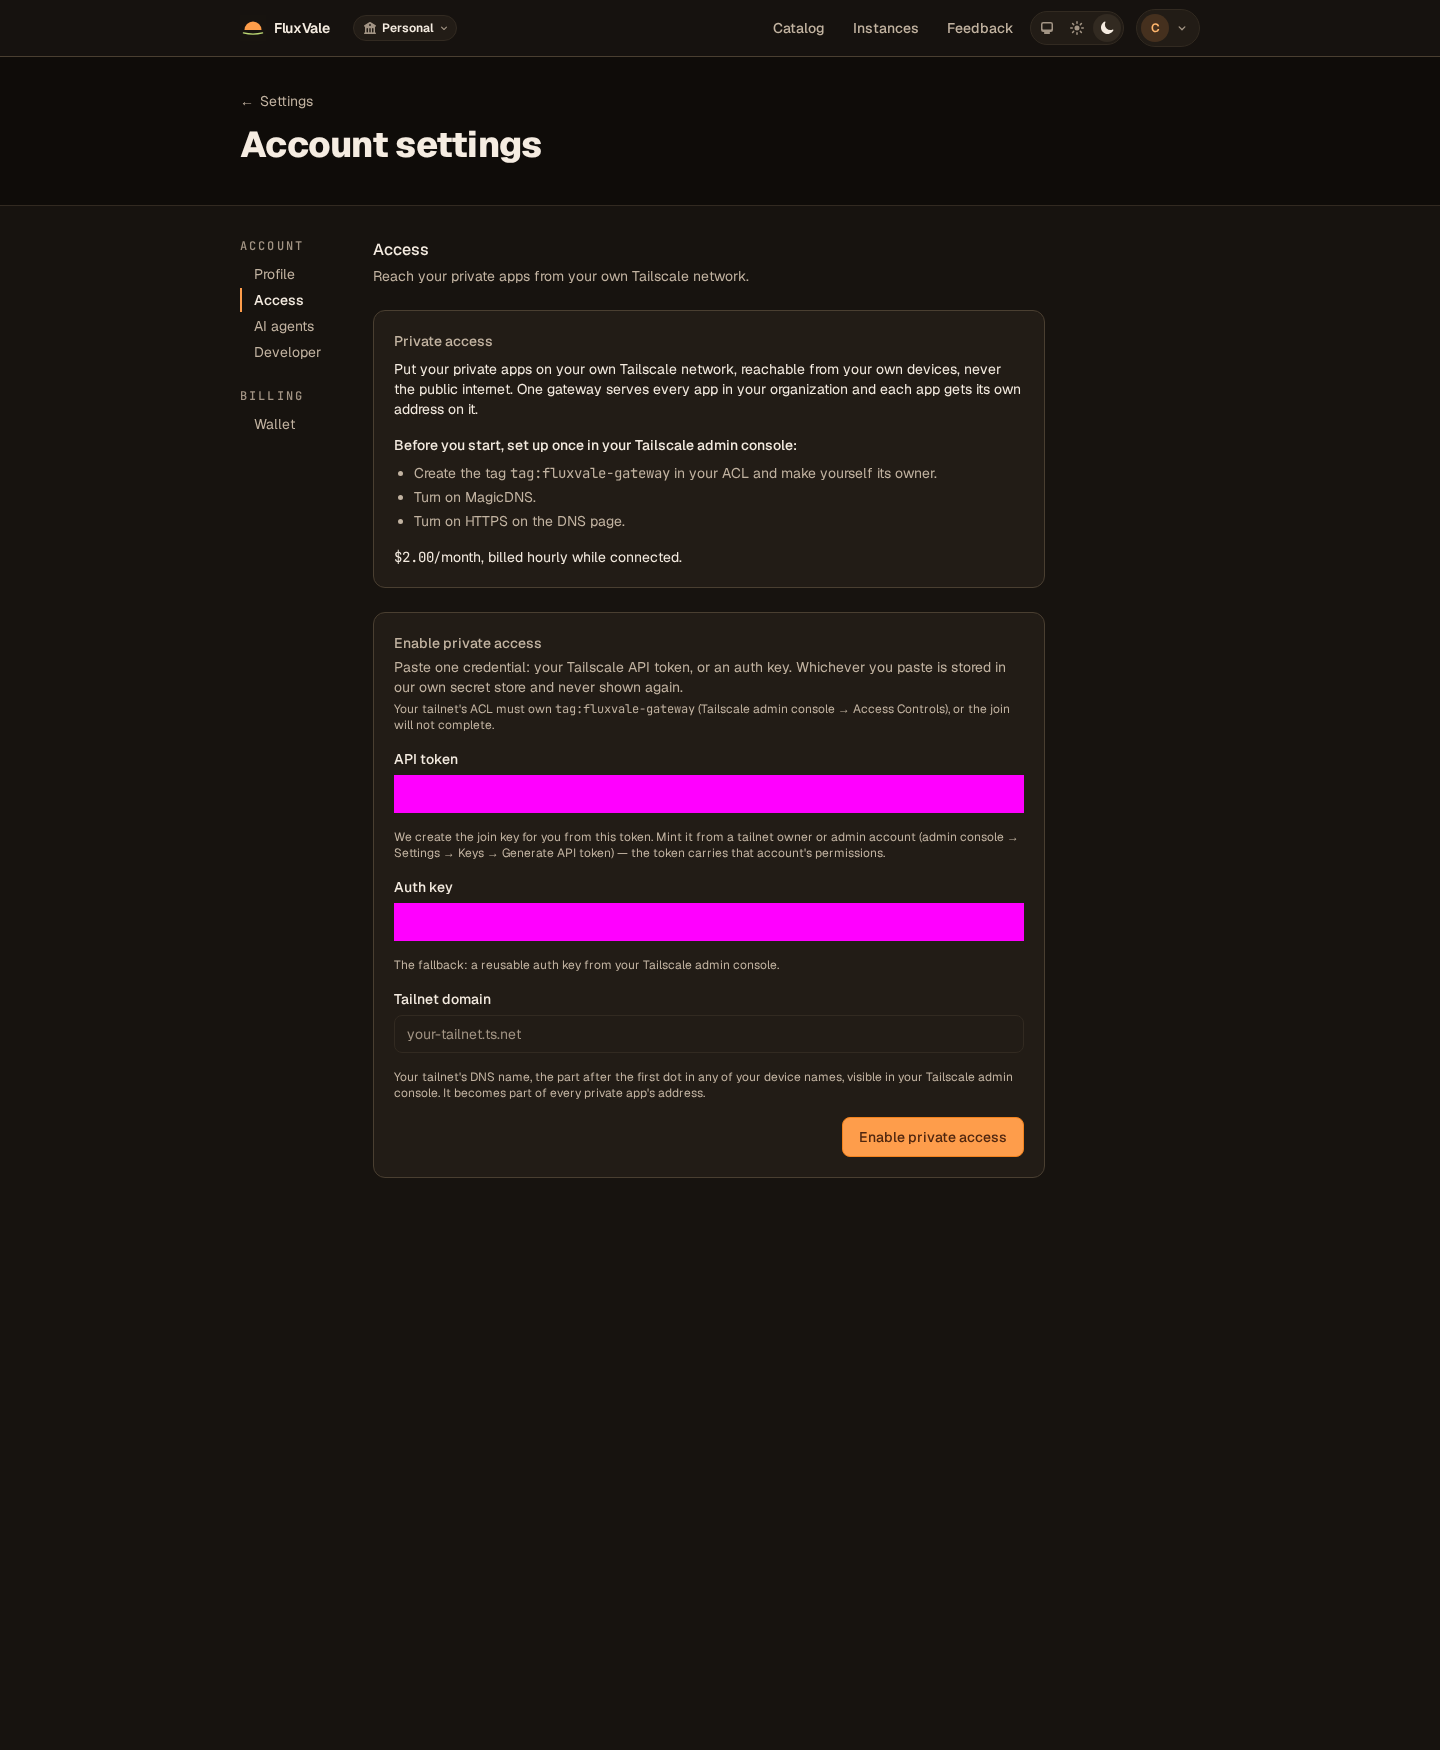 FluxVale
Personal
Catalog
Instances
Feedback
C
← Settings
Account settings
ACCOUNT
Profile
Access
AI agents
Developer
BILLING
Wallet
Access
Reach your private apps from your own Tailscale network.
Private access
Put your private apps on your own Tailscale network, reachable from your own devices, never
the public internet. One gateway serves every app in your organization and each app gets its own
address on it.
Before you start, set up once in your Tailscale admin console:
• Create the tag tag:fluxvale-gateway in your ACL and make yourself its owner.
• Turn on MagicDNS.
• Turn on HTTPS on the DNS page.
$2.00/month, billed hourly while connected.
Enable private access
Paste one credential: your Tailscale API token, or an auth key. Whichever you paste is stored in
our own secret store and never shown again.
Your tailnet's ACL must own tag:fluxvale-gateway (Tailscale admin console → Access Controls), or the join
will not complete.
API token
We create the join key for you from this token. Mint it from a tailnet owner or admin account (admin console →
Settings → Keys → Generate API token) — the token carries that account's permissions.
Auth key
The fallback: a reusable auth key from your Tailscale admin console.
Tailnet domain
your-tailnet.ts.net
Your tailnet's DNS name, the part after the first dot in any of your device names, visible in your Tailscale admin
console. It becomes part of every private app's address.
Enable private access